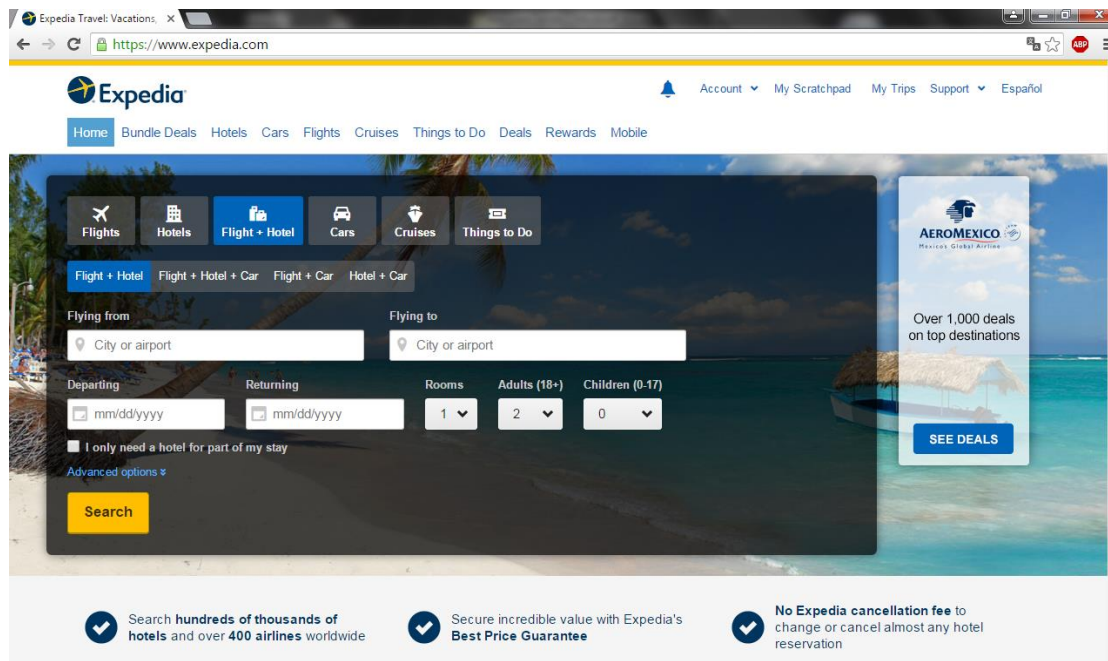 Expedia Travel: Vacations,
https://www.expedia.com
ABP
Expedia
Account My Scratchpad My Trips Support Español
Home Bundle Deals Hotels Cars Flights Cruises Things to Do Deals Rewards Mobile
Flights Hotels Flight + Hotel Cars Cruises Things to Do
Flight + Hotel Flight + Hotel + Car Flight + Car Hotel + Car
Flying from Flying to
City or airport City or airport
Departing Returning Rooms Adults (18+) Children (0-17)
mm/dd/yyyy mm/dd/yyyy 1 2 0
I only need a hotel for part of my stay
Advanced options
Search
AEROMEXICO
Mexico's Global Airline
Over 1,000 deals
on top destinations
SEE DEALS
Search hundreds of thousands of
hotels and over 400 airlines worldwide
Secure incredible value with Expedia's
Best Price Guarantee
No Expedia cancellation fee to
change or cancel almost any hotel
reservation